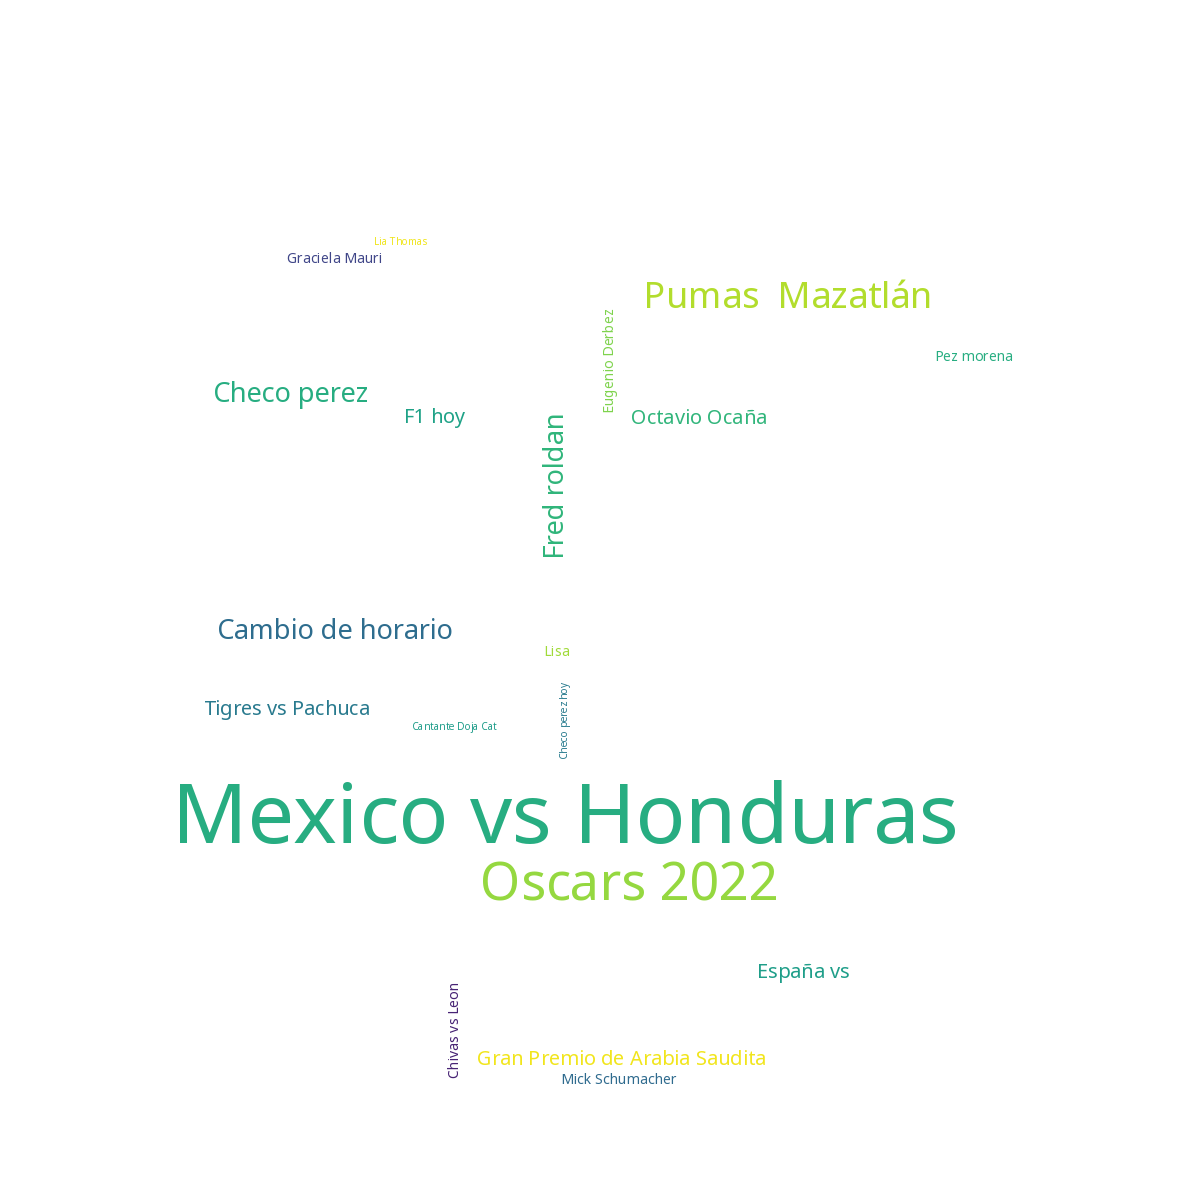 Lia Thomas
Graciela Mauri
Pumas  Mazatlán
Eugenio Derbez
Pez morena
Checo perez
F1 hoy
Octavio Ocaña
Fred roldan
Cambio de horario
Lisa
Tigres vs Pachuca
Checo perez hoy
Cantante Doja Cat
Mexico vs Honduras
Oscars 2022
España vs
Chivas vs Leon
Gran Premio de Arabia Saudita
Mick Schumacher